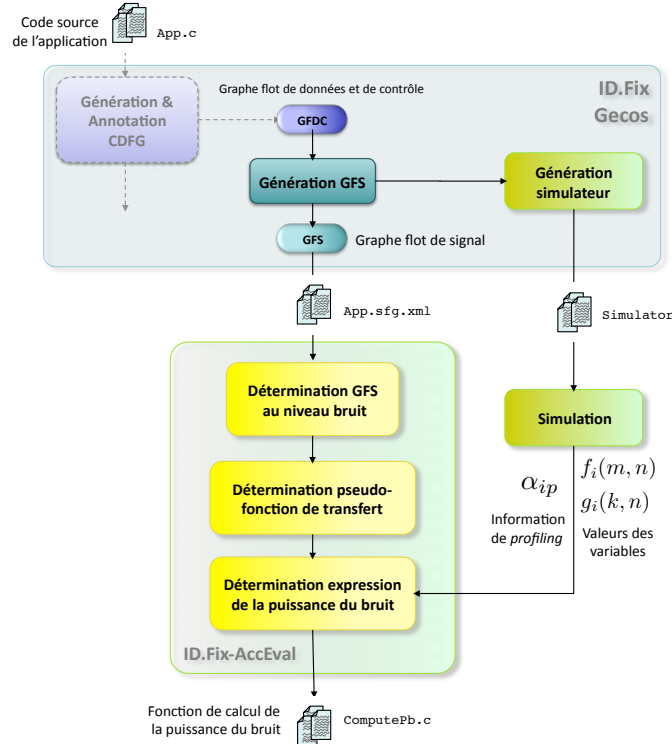 Code source
de l'application
App.c
ID.Fix
Gecos
Génération &
Annotation
CDFG
Graphe flot de données et de contrôle
GFDC
Génération GFS
Génération
simulateur
GFS
Graphe flot de signal
App.sfg.xml
Simulator
Détermination GFS
au niveau bruit
Simulation
Détermination pseudo-
fonction de transfert
α_{ip}
f_i(m, n)
g_i(k, n)
Information
de profiling
Valeurs des
variables
Détermination expression
de la puissance du bruit
ID.Fix-AccEval
Fonction de calcul de
la puissance du bruit
ComputePb.c